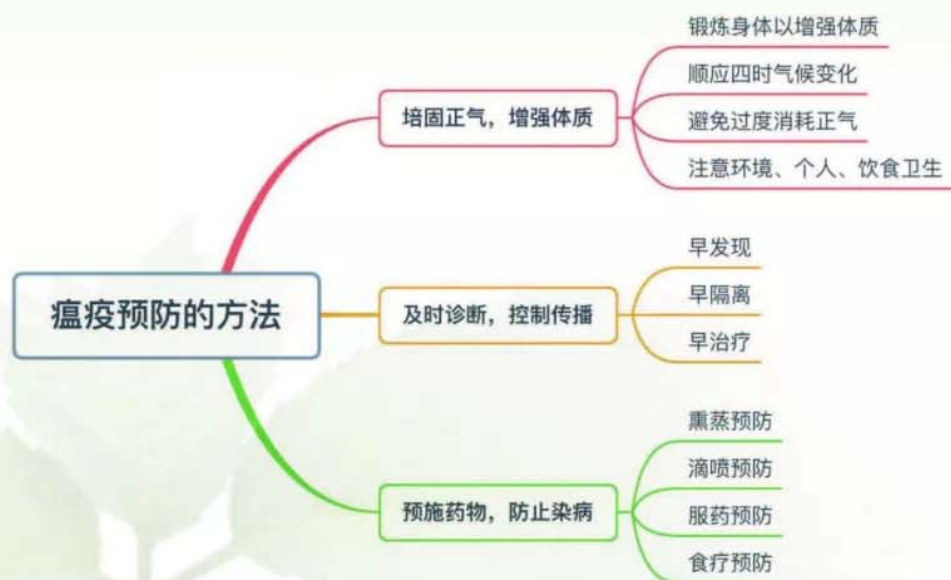 瘟疫预防的方法
培固正气，增强体质
锻炼身体以增强体质
顺应四时气候变化
避免过度消耗正气
注意环境、个人、饮食卫生
及时诊断，控制传播
早发现
早隔离
早治疗
预施药物，防止染病
熏蒸预防
滴喷预防
服药预防
食疗预防